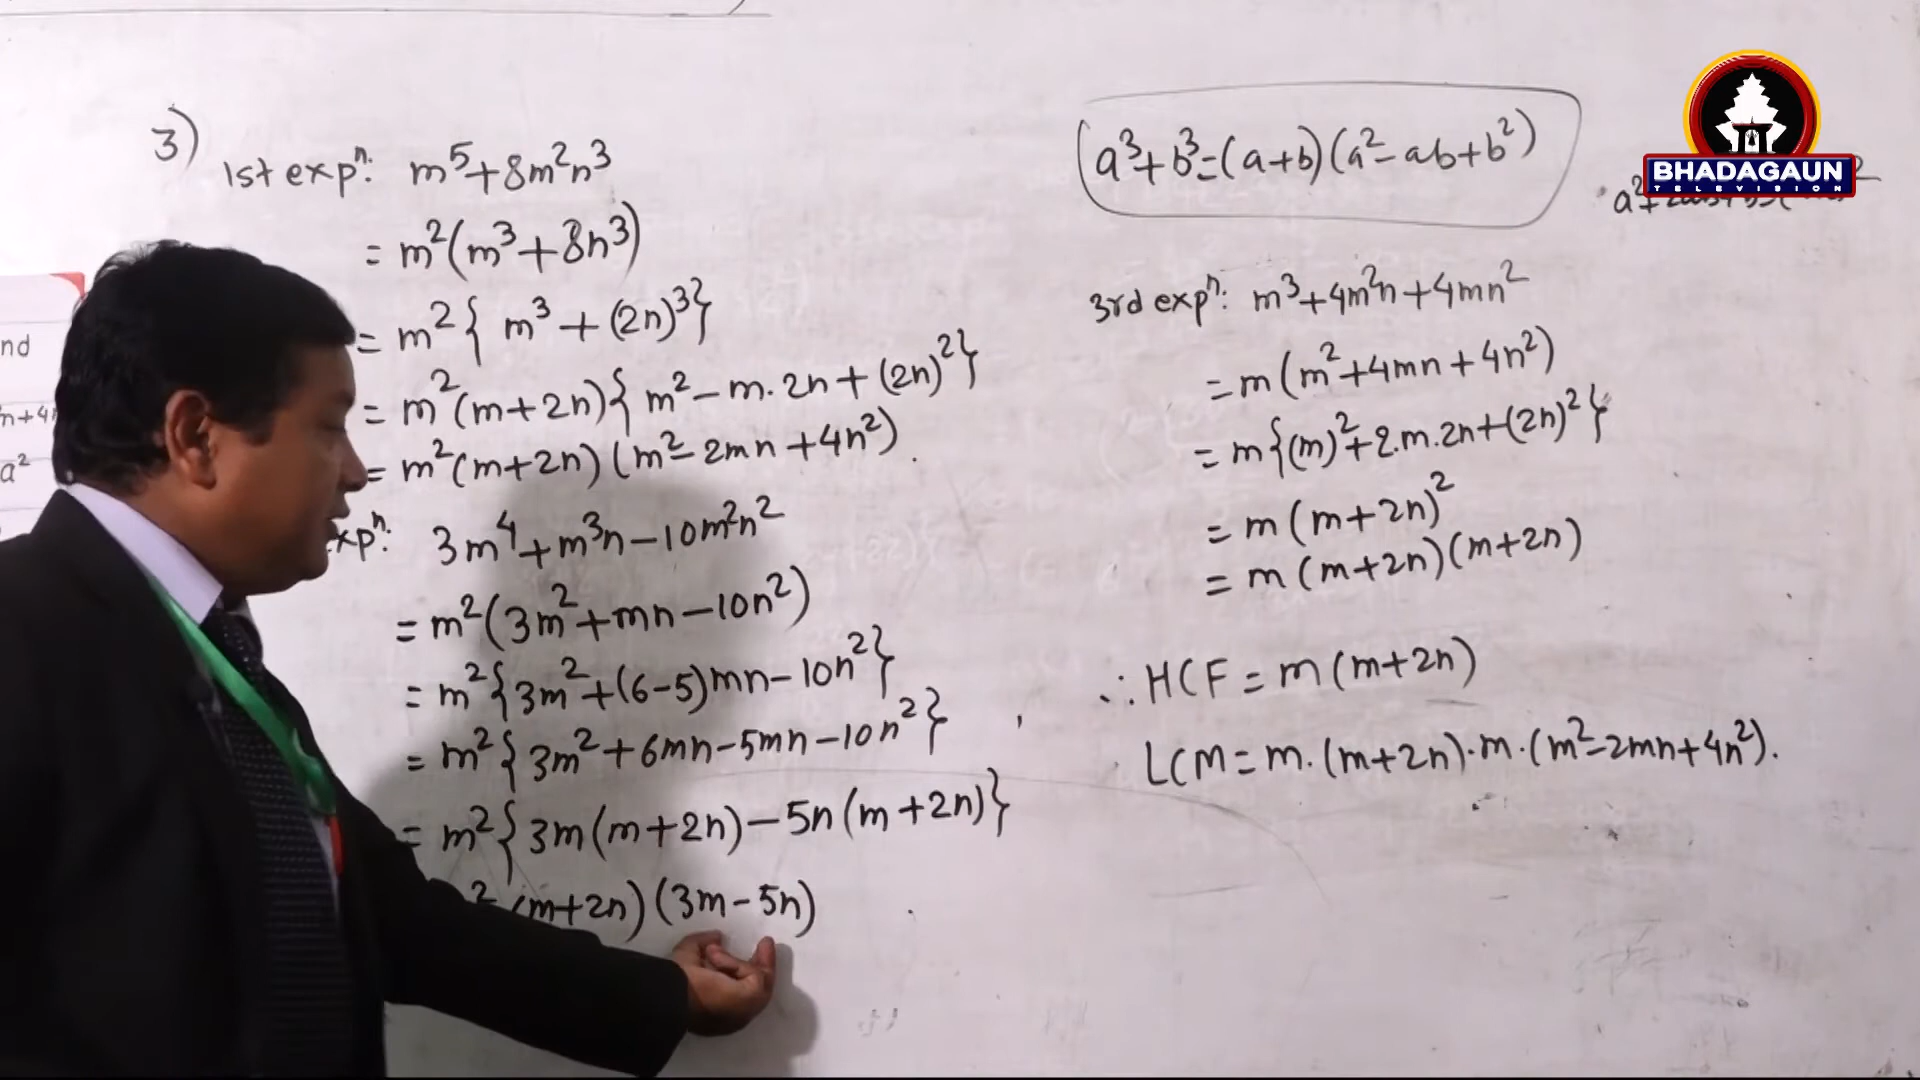 3)
1st expⁿ: m⁵+8m²n³
= m²(m³+8n³)
= m²{ m³ + (2n)³}
= m²(m+2n){ m² - m.2n + (2n)²}
= m²(m+2n)(m²-2mn+4n²).
expⁿ: 3m⁴+m³n-10m²n²
= m²(3m²+mn-10n²)
= m²{3m²+(6-5)mn-10n²}
= m²{3m²+6mn-5mn-10n²}
= m²{3m(m+2n)-5n(m+2n)}
² (m+2n)(3m-5n)
a³+b³=(a+b)(a²-ab+b²)
3rd expⁿ: m³+4m²n+4mn²
= m(m²+4mn+4n²)
= m{(m)²+2.m.2n+(2n)²}
= m(m+2n)²
= m(m+2n)(m+2n)
∴ HCF = m(m+2n)
LCM = m.(m+2n).m.(m²-2mn+4n²).
BHADAGAUN
TELEVISION
nd
n+4
a²